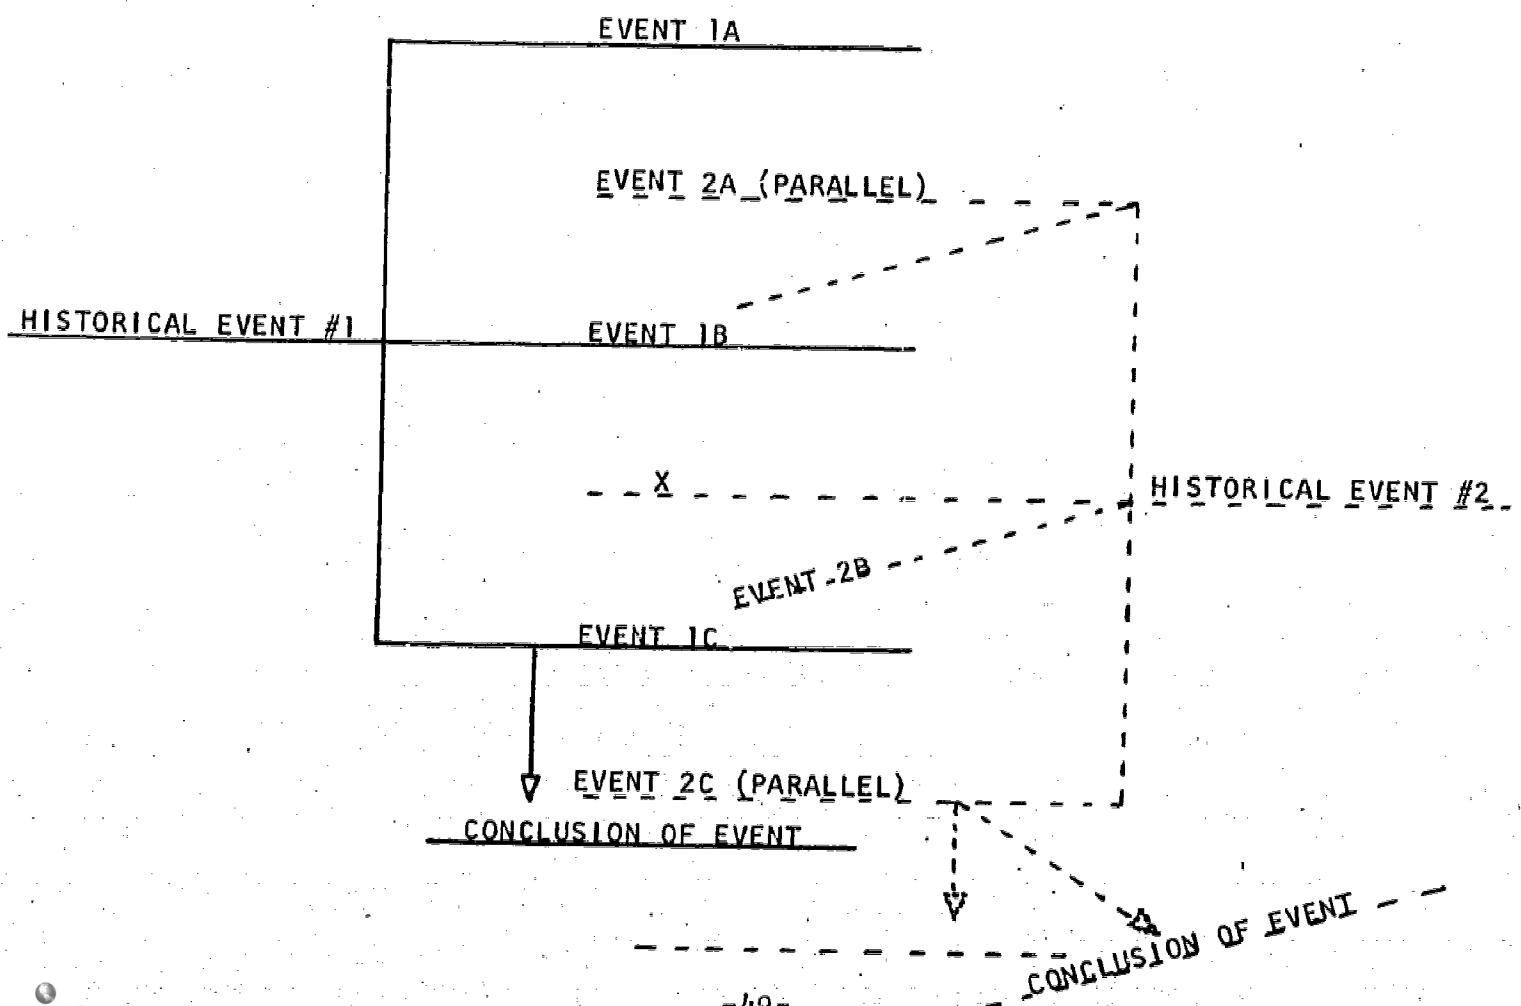 EVENT 1A
EVENT 2A (PARALLEL)
HISTORICAL EVENT #1
EVENT 1B
X
HISTORICAL EVENT #2
EVENT 2B
EVENT 1C
EVENT 2C (PARALLEL)
CONCLUSION OF EVENT
CONCLUSION OF EVENT